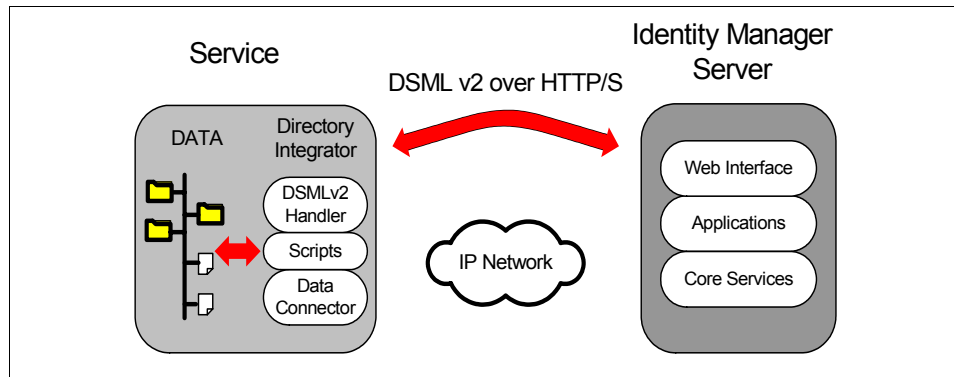 Service
Identity Manager
Server
DSML v2 over HTTP/S
DATA
Directory
Integrator
DSMLv2
Handler
Scripts
Data
Connector
IP Network
Web Interface
Applications
Core Services